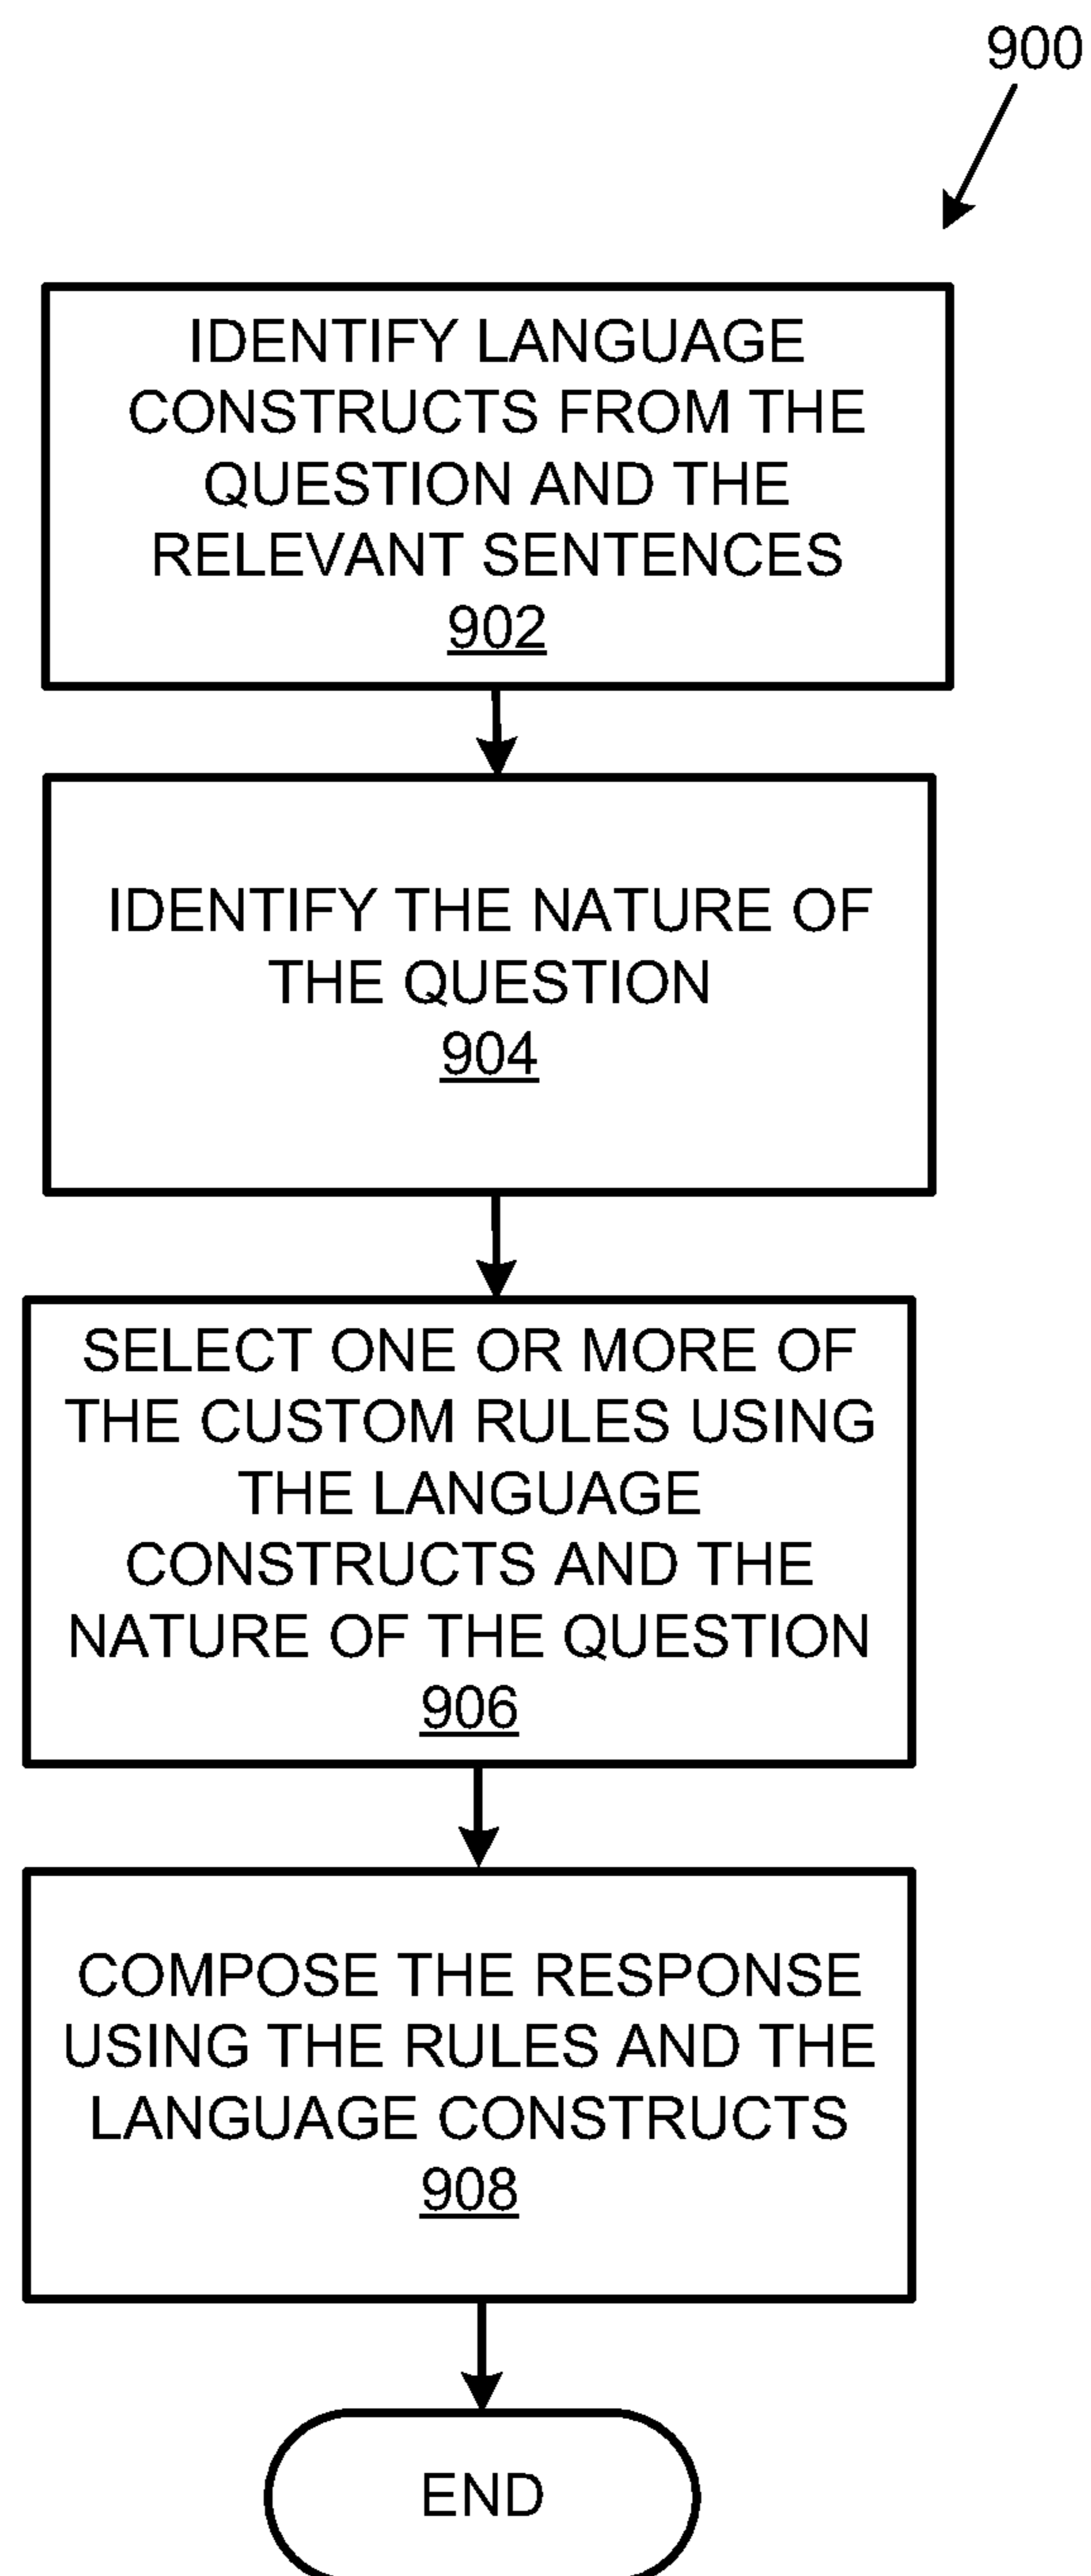 900
IDENTIFY LANGUAGE
CONSTRUCTS FROM THE
QUESTION AND THE
RELEVANT SENTENCES
902
IDENTIFY THE NATURE OF
THE QUESTION
904
SELECT ONE OR MORE OF
THE CUSTOM RULES USING
THE LANGUAGE
CONSTRUCTS AND THE
NATURE OF THE QUESTION
906
COMPOSE THE RESPONSE
USING THE RULES AND THE
LANGUAGE CONSTRUCTS
908
END